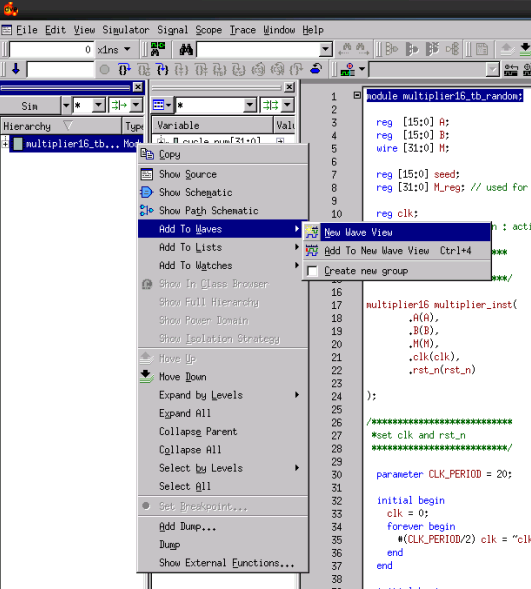 File Edit View Simulator Signal Scope Trace Window Help
0 x1ns
Sim
*
*
Hierarchy
Type
Variable
Valu
multiplier16_tb... Mod
cycle_num[31:0]
Copy
Show Source
Show Schematic
Show Path Schematic
Add To Waves
Add To Lists
Add To Watches
Show In Class Browser
Show Full Hierarchy
Show Power Domain
Show Isolation Strategy
Move Up
Move Down
Expand by Levels
Expand All
Collapse Parent
Collapse All
Select by Levels
Select All
Set Breakpoint...
Add Dump...
Dump
Show External Functions...
New Wave View
Add To New Wave View Ctrl+4
Create new group
1 module multiplier16_tb_random;
2
3 reg [15:0] A;
4 reg [15:0] B;
5 wire [31:0] M;
6
7 reg [15:0] seed;
8 reg [31:0] M_reg; // used for
9
10 reg clk;
n : acti
***
**/
16
17 multiplier16 multiplier_inst(
18 .A(A),
19 .B(B),
20 .M(M),
21 .clk(clk),
22 .rst_n(rst_n)
23
24 );
25
26 /****************************
27 *set clk and rst_n
28 ***************************/
29
30 parameter CLK_PERIOD = 20;
31
32 initial begin
33 clk = 0;
34 forever begin
35 #(CLK_PERIOD/2) clk = ~clk
36 end
37 end
38